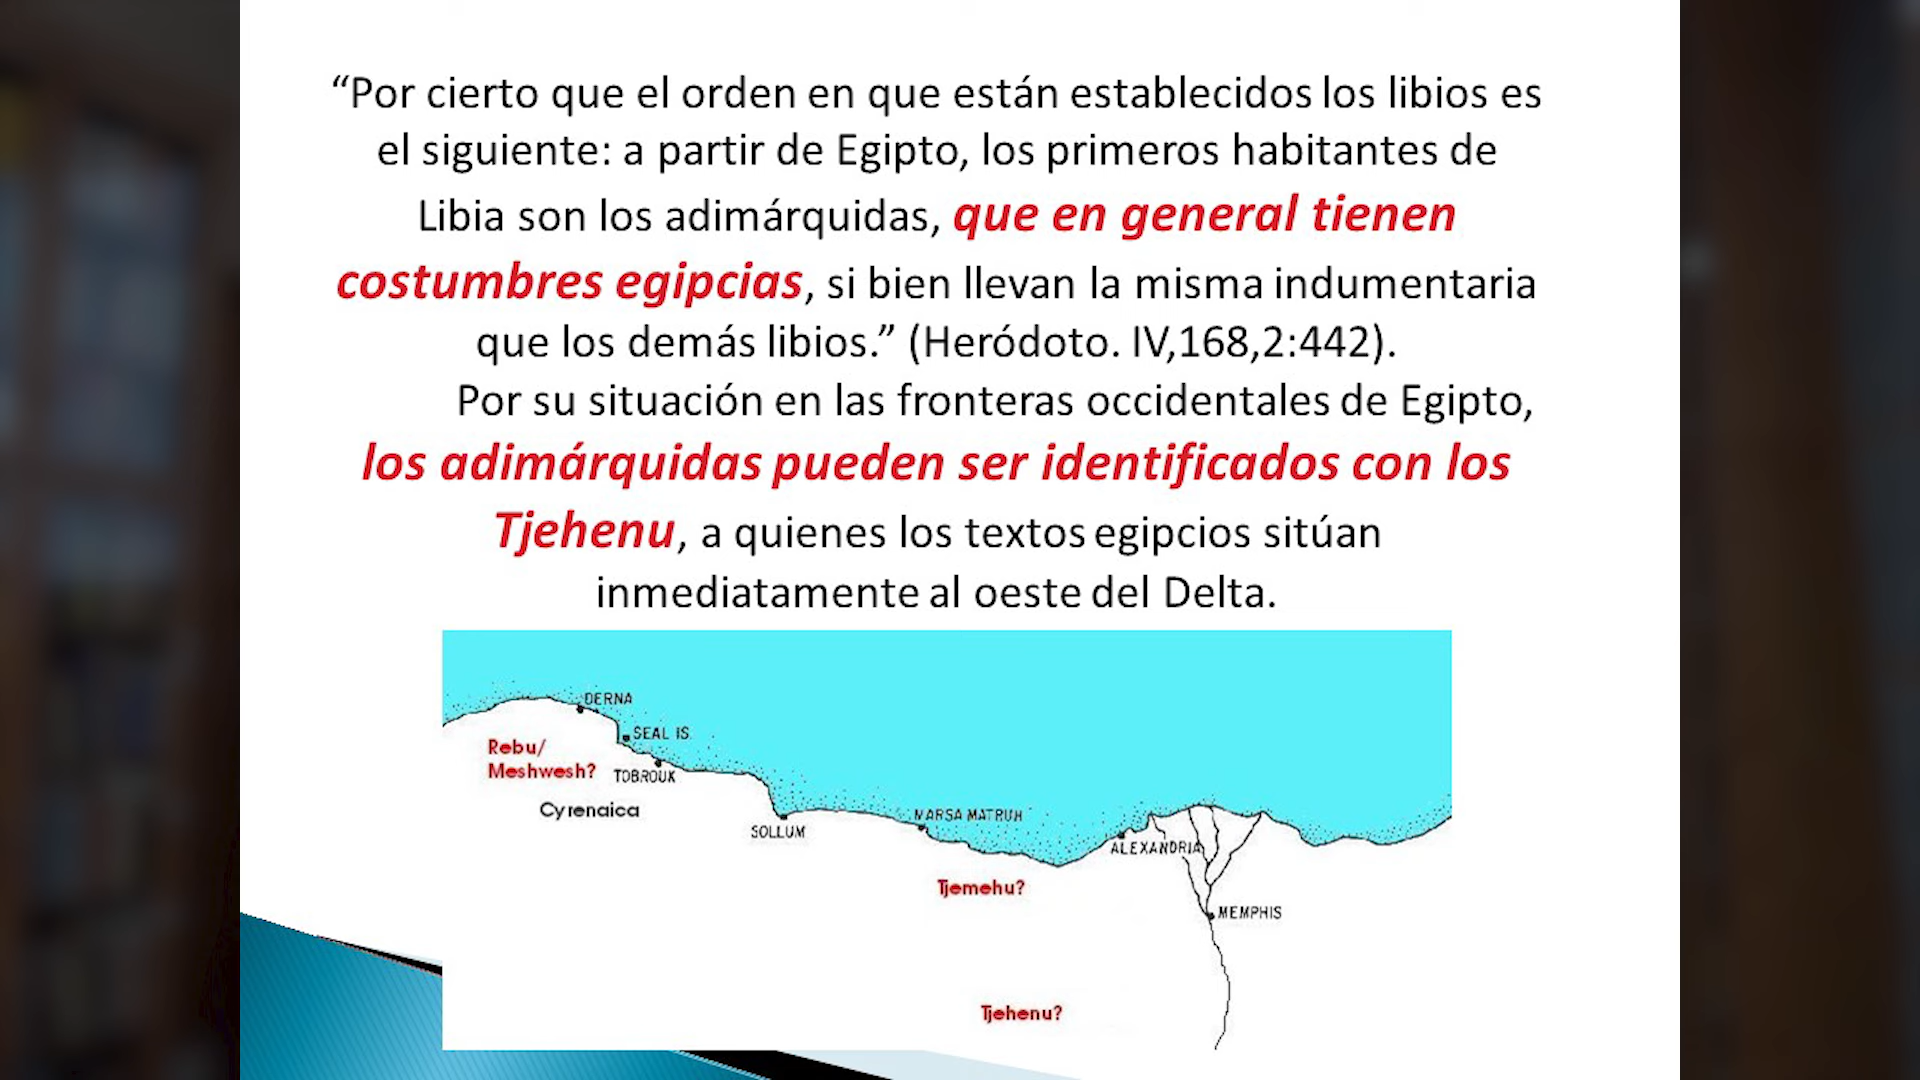 “Por cierto que el orden en que están establecidos los libios es
el siguiente: a partir de Egipto, los primeros habitantes de
Libia son los adimárquidas, que en general tienen
costumbres egipcias, si bien llevan la misma indumentaria
que los demás libios.” (Heródoto. IV,168,2:442).
Por su situación en las fronteras occidentales de Egipto,
los adimárquidas pueden ser identificados con los
Tjehenu, a quienes los textos egipcios sitúan
inmediatamente al oeste del Delta.
DERNA
SEAL IS.
Rebu/
Meshwesh?
TOBROUK
Cyrenaica
SOLLUM
MARSA MATRUH
ALEXANDRIA
Tjemehu?
MEMPHIS
Tjehenu?